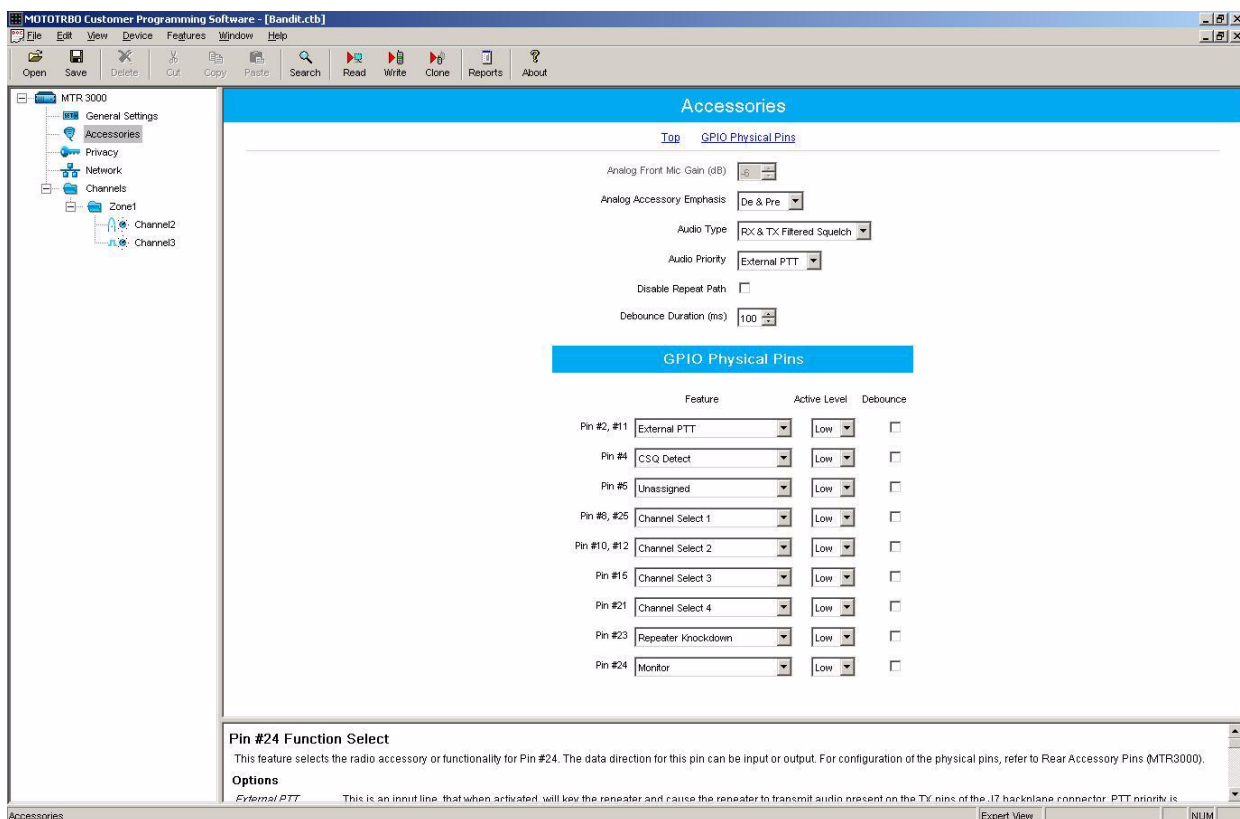 MOTOTRBO Customer Programming Software - [Bandit.ctb]
File Edit View Device Features Window Help
Open Save Delete Cut Copy Paste Search Read Write Clone Reports About
MTR 3000
General Settings
Accessories
Privacy
Network
Channels
Zone1
Channel2
Channel3
Accessories
Top GPIO Physical Pins
Analog Front Mic Gain (dB) -6
Analog Accessory Emphasis De & Pre
Audio Type RX & TX Filtered Squelch
Audio Priority External PTT
Disable Repeat Path
Debounce Duration (ms) 100
GPIO Physical Pins
Feature Active Level Debounce
Pin #2, #11 External PTT Low
Pin #4 CSQ Detect Low
Pin #5 Unassigned Low
Pin #8, #25 Channel Select 1 Low
Pin #10, #12 Channel Select 2 Low
Pin #15 Channel Select 3 Low
Pin #21 Channel Select 4 Low
Pin #23 Repeater Knockdown Low
Pin #24 Monitor Low
Pin #24 Function Select
This feature selects the radio accessory or functionality for Pin #24. The data direction for this pin can be input or output. For configuration of the physical pins, refer to Rear Accessory Pins (MTR3000).
Options
External PTT This is an input line, that when activated, will key the repeater and cause the repeater to transmit audio present on the TX pins of the J7 backplane connector. PTT priority is
Accessories Expert View NUM